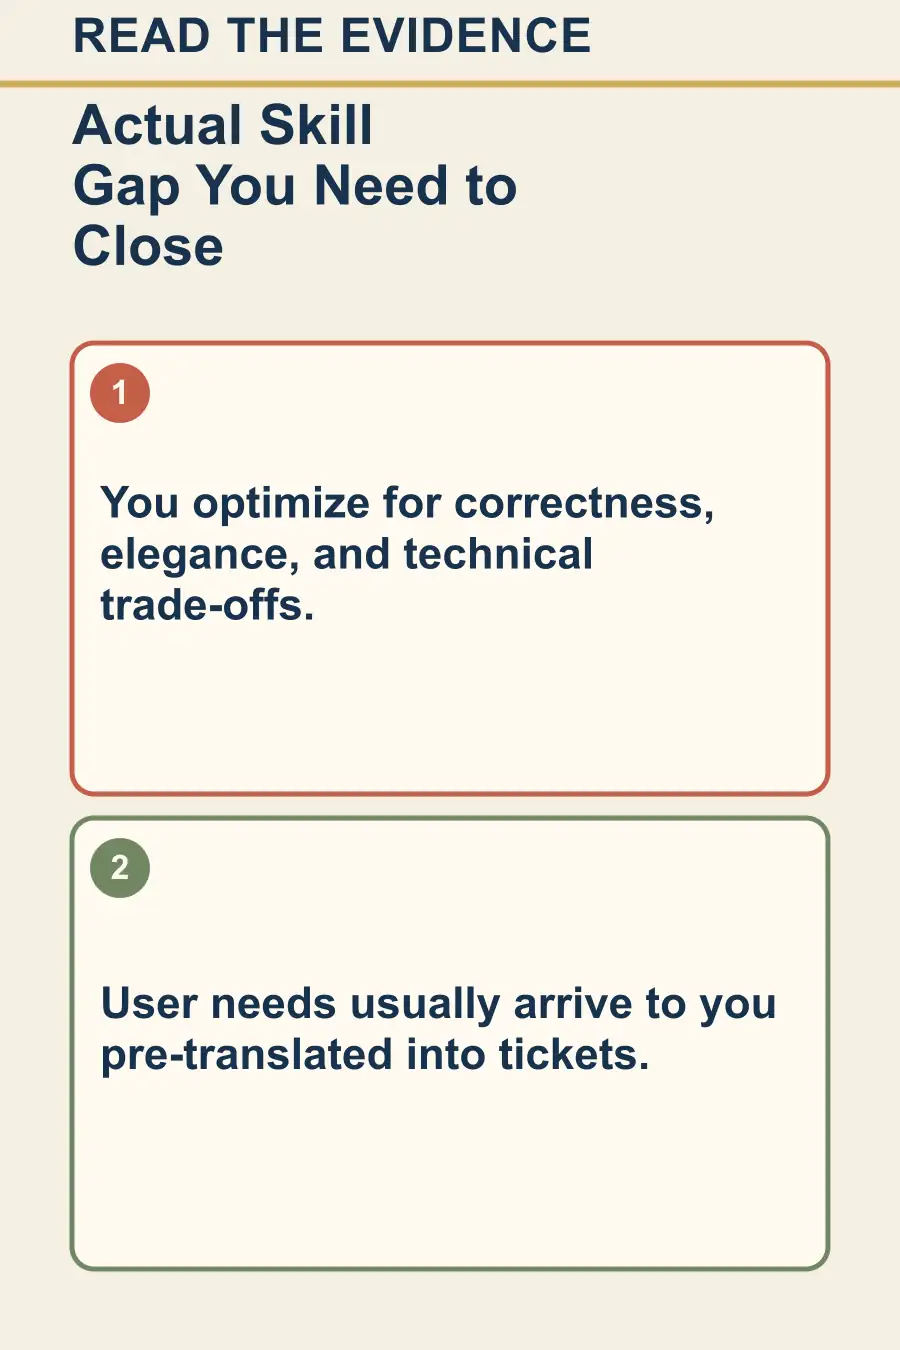 READ THE EVIDENCE
Actual Skill
Gap You Need to
Close
1
You optimize for correctness,
elegance, and technical
trade-offs.
2
User needs usually arrive to you
pre-translated into tickets.